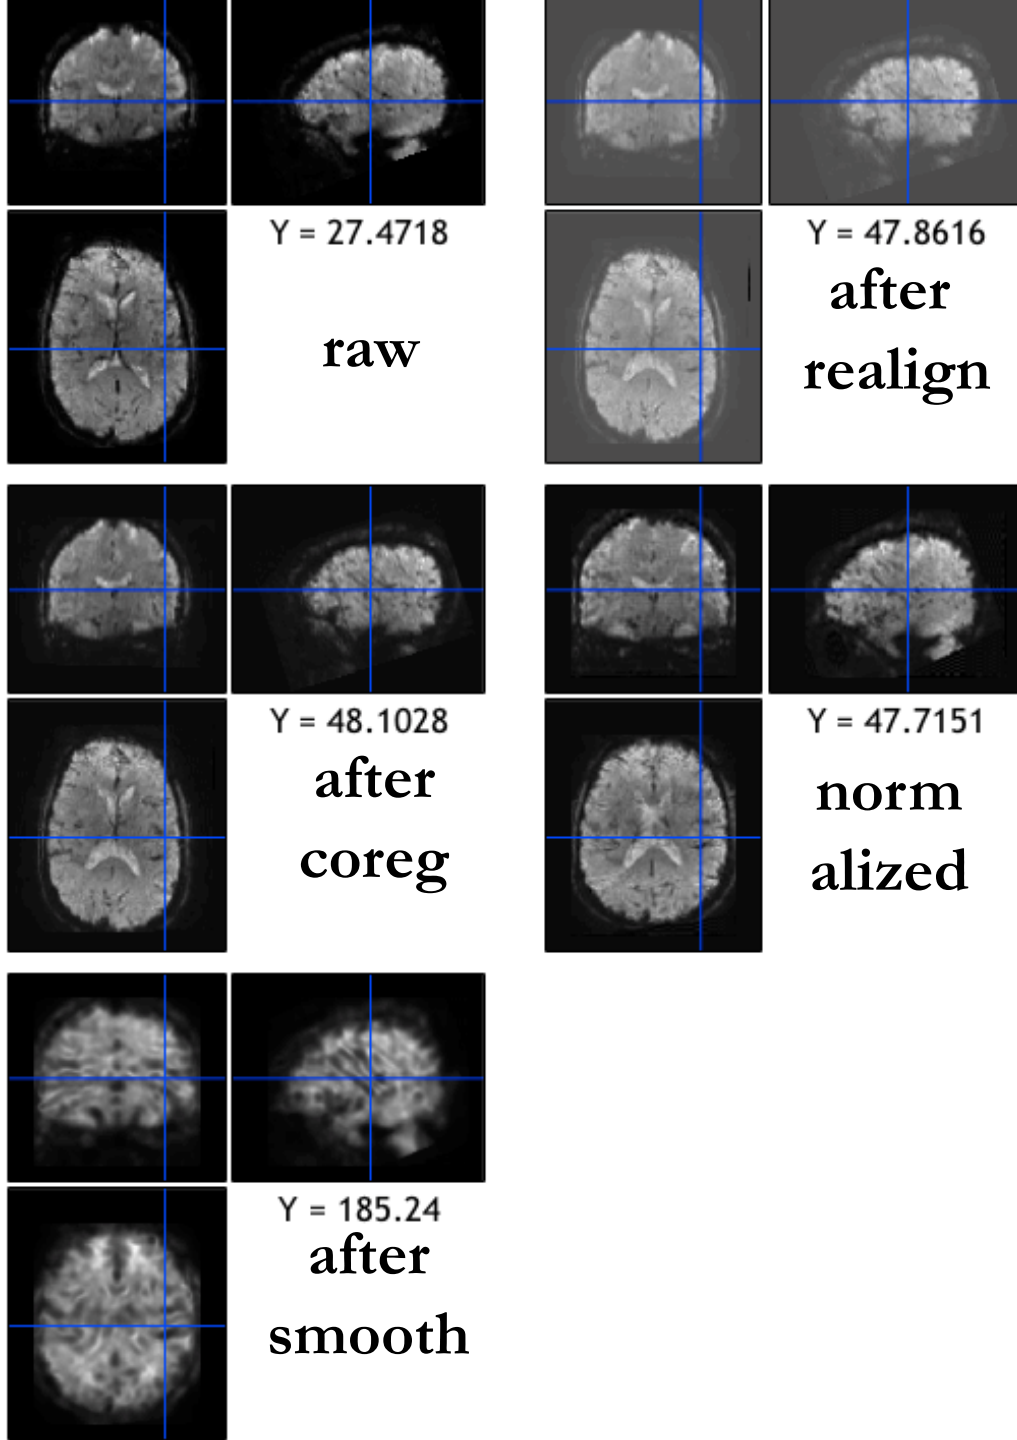 Y = 27.4718
raw
Y = 47.8616
after
realign
Y = 48.1028
after
coreg
Y = 47.7151
norm
alized
Y = 185.24
after
smooth